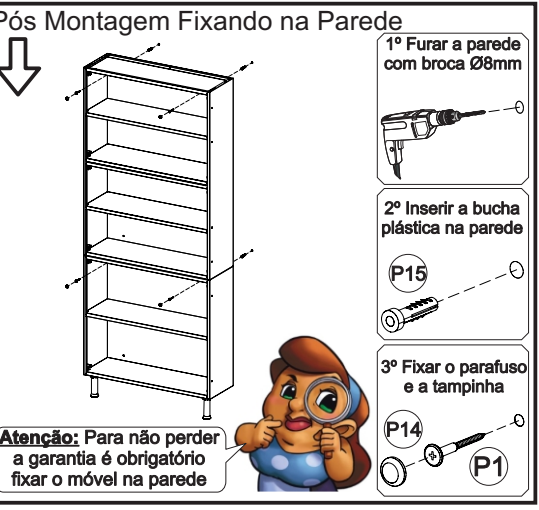 Pós Montagem Fixando na Parede
1º Furar a parede
com broca Ø8mm
2º Inserir a bucha
plástica na parede
P15
3º Fixar o parafuso
e a tampinha
P14
P1
Atenção: Para não perder
a garantia é obrigatório
fixar o móvel na parede